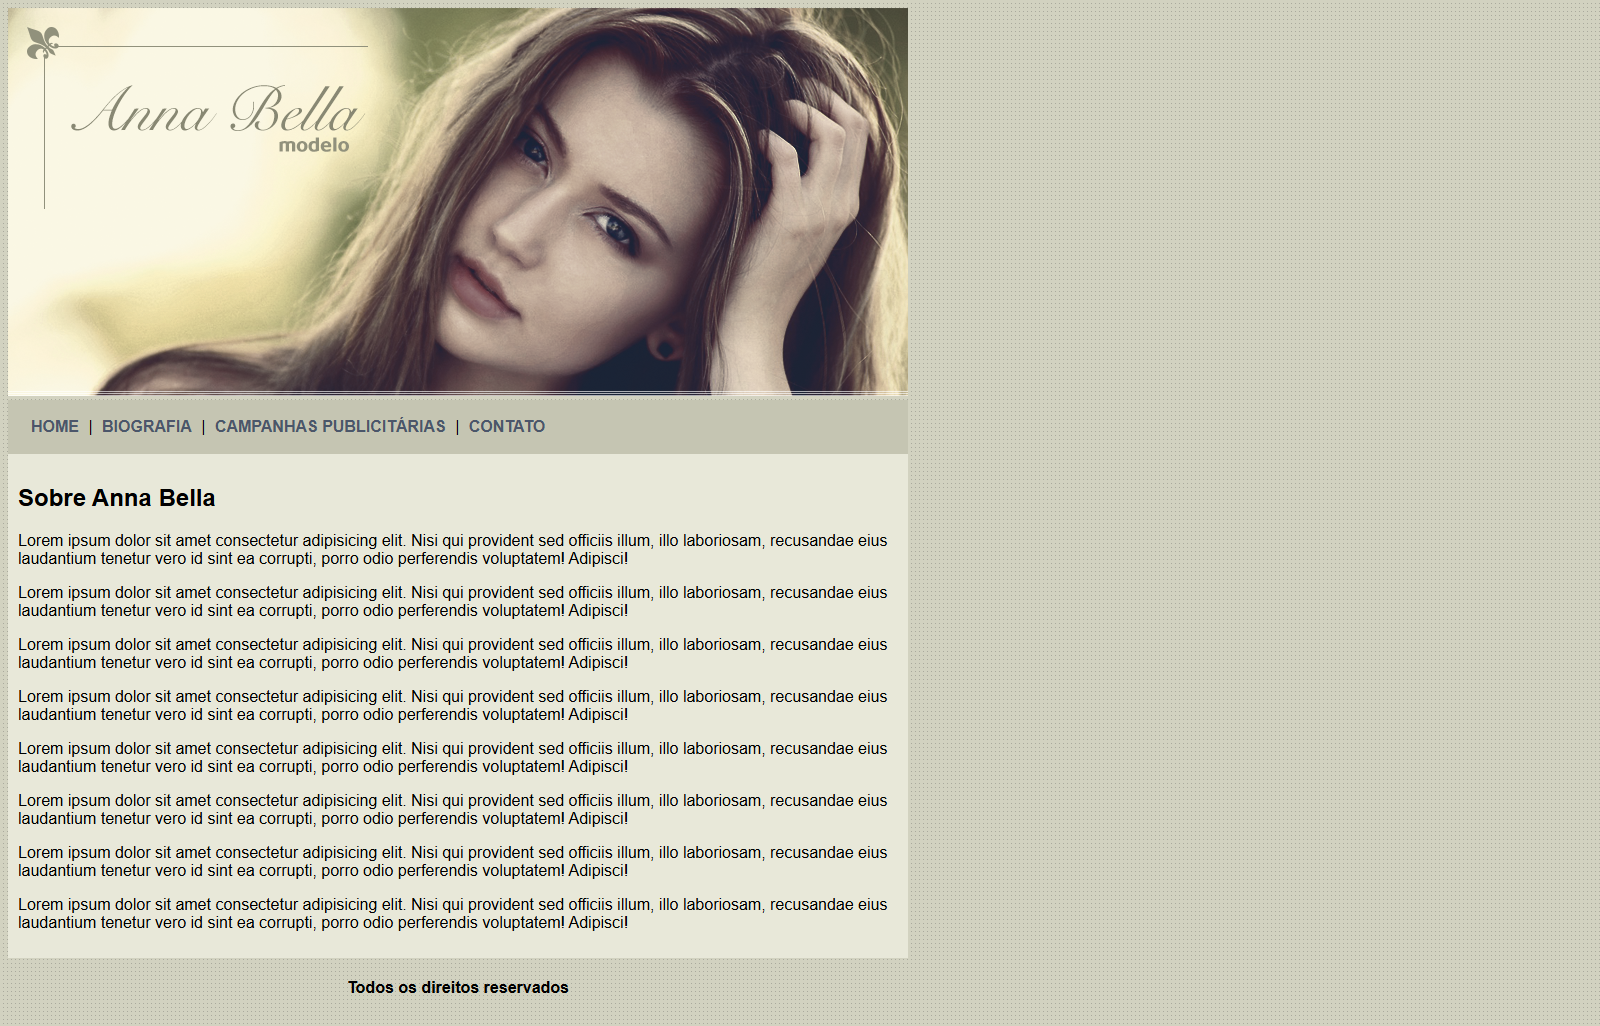 Anna Bella
modelo
HOME | BIOGRAFIA | CAMPANHAS PUBLICITÁRIAS | CONTATO
Sobre Anna Bella
Lorem ipsum dolor sit amet consectetur adipisicing elit. Nisi qui provident sed officiis illum, illo laboriosam, recusandae eius
laudantium tenetur vero id sint ea corrupti, porro odio perferendis voluptatem! Adipisci!
Lorem ipsum dolor sit amet consectetur adipisicing elit. Nisi qui provident sed officiis illum, illo laboriosam, recusandae eius
laudantium tenetur vero id sint ea corrupti, porro odio perferendis voluptatem! Adipisci!
Lorem ipsum dolor sit amet consectetur adipisicing elit. Nisi qui provident sed officiis illum, illo laboriosam, recusandae eius
laudantium tenetur vero id sint ea corrupti, porro odio perferendis voluptatem! Adipisci!
Lorem ipsum dolor sit amet consectetur adipisicing elit. Nisi qui provident sed officiis illum, illo laboriosam, recusandae eius
laudantium tenetur vero id sint ea corrupti, porro odio perferendis voluptatem! Adipisci!
Lorem ipsum dolor sit amet consectetur adipisicing elit. Nisi qui provident sed officiis illum, illo laboriosam, recusandae eius
laudantium tenetur vero id sint ea corrupti, porro odio perferendis voluptatem! Adipisci!
Lorem ipsum dolor sit amet consectetur adipisicing elit. Nisi qui provident sed officiis illum, illo laboriosam, recusandae eius
laudantium tenetur vero id sint ea corrupti, porro odio perferendis voluptatem! Adipisci!
Lorem ipsum dolor sit amet consectetur adipisicing elit. Nisi qui provident sed officiis illum, illo laboriosam, recusandae eius
laudantium tenetur vero id sint ea corrupti, porro odio perferendis voluptatem! Adipisci!
Lorem ipsum dolor sit amet consectetur adipisicing elit. Nisi qui provident sed officiis illum, illo laboriosam, recusandae eius
laudantium tenetur vero id sint ea corrupti, porro odio perferendis voluptatem! Adipisci!
Todos os direitos reservados